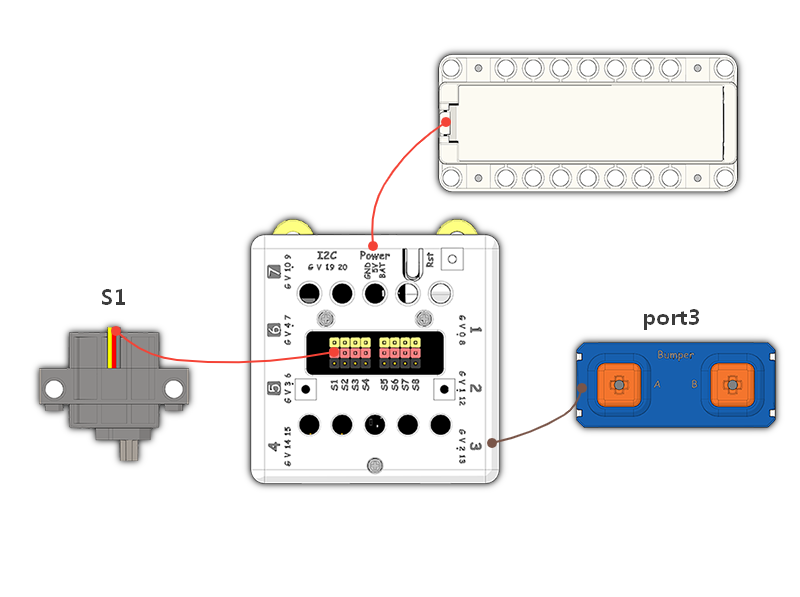 I2C
G V 19 20
Power
GND
5V
BAT
Rst
7
G V 10 9
S1
6
G V 4 7
1
G V 0 8
port3
Bumper
A
B
S1
S2
S3
S4
S5
S6
S7
S8
5
G V 3 6
2
G V 1 12
4
G V 14 15
3
G V 2 13